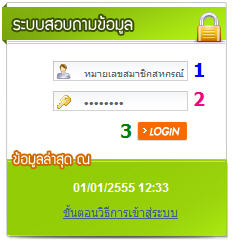 ระบบสอบถามข้อมูล
หมายเลขสมาชิกสหกรณ์ 1
•••••••• 2
3 LOGIN
ข้อมูลล่าสุด ณ
01/01/2555 12:33
ขั้นตอนวิธีการเข้าสู่ระบบ